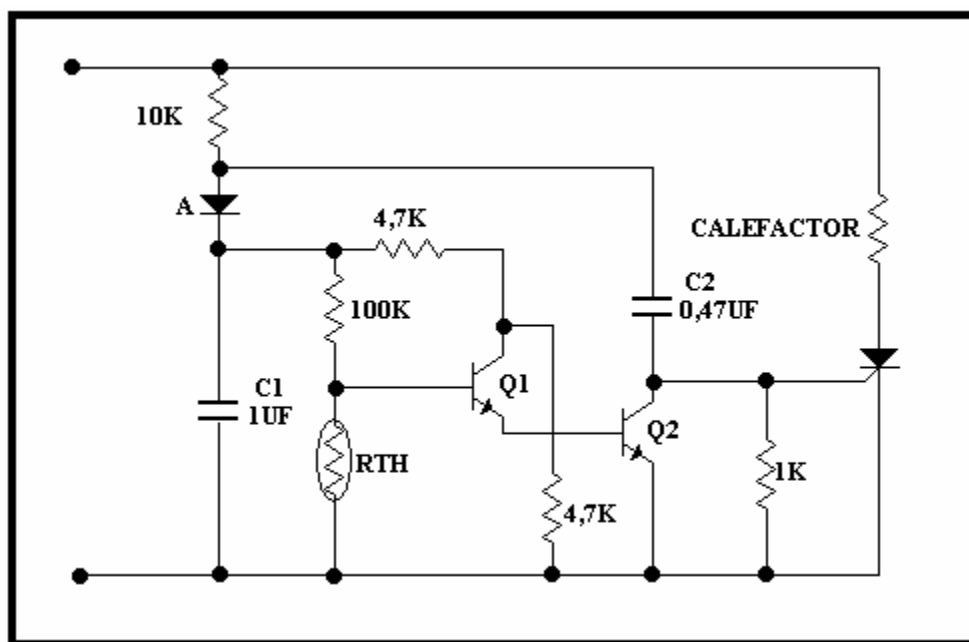 10K
A
4,7K
CALEFACTOR
C2
0,47UF
100K
C1
1UF
Q1
Q2
RTH
1K
4,7K